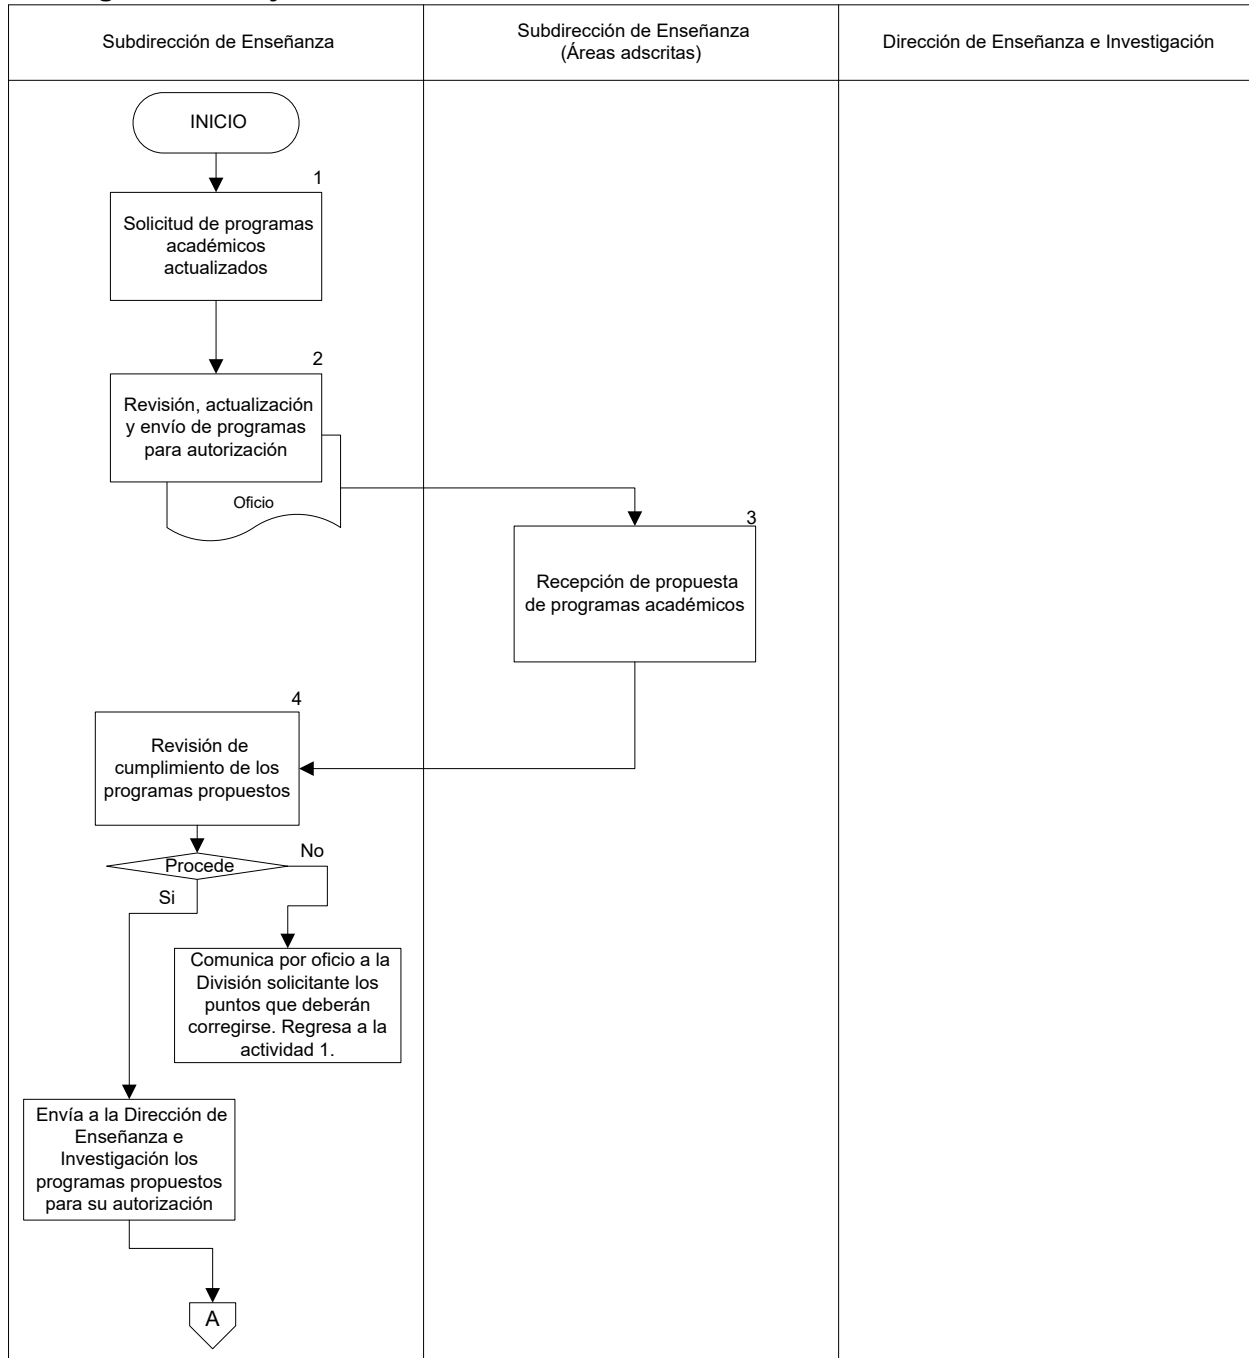 Subdirección de Enseñanza
Subdirección de Enseñanza
(Áreas adscritas)
Dirección de Enseñanza e Investigación
INICIO
1
Solicitud de programas
académicos
actualizados
2
Revisión, actualización
y envío de programas
para autorización
Oficio
3
Recepción de propuesta
de programas académicos
4
Revisión de
cumplimiento de los
programas propuestos
Procede
No
Si
Comunica por oficio a la
División solicitante los
puntos que deberán
corregirse. Regresa a la
actividad 1.
Envía a la Dirección de
Enseñanza e
Investigación los
programas propuestos
para su autorización
A